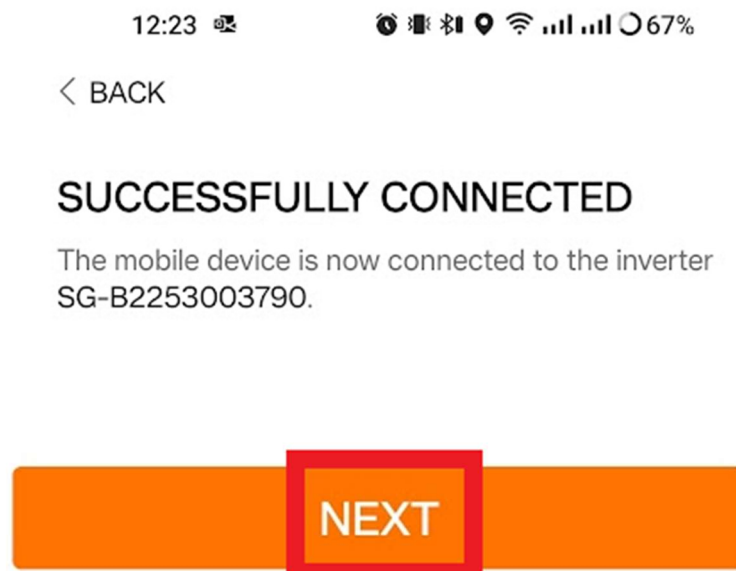 12:23 67%
< BACK
SUCCESSFULLY CONNECTED
The mobile device is now connected to the inverter
SG-B2253003790.
NEXT